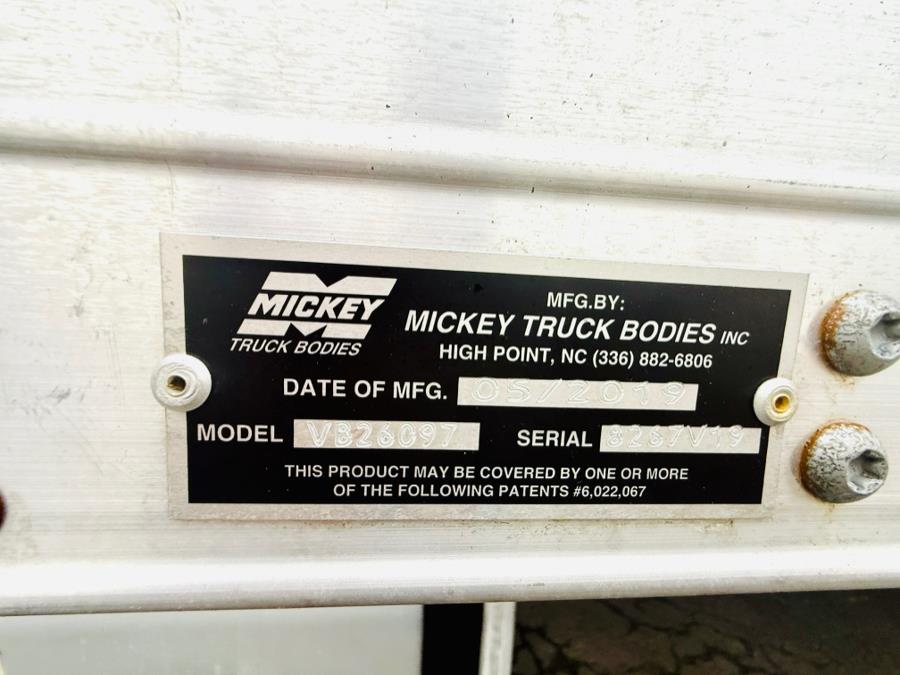 MICKEY
TRUCK BODIES
MFG.BY:
MICKEY TRUCK BODIES INC
HIGH POINT, NC (336) 882-6806
DATE OF MFG. 05/2019
MODEL VB26097 SERIAL 8267V19
THIS PRODUCT MAY BE COVERED BY ONE OR MORE
OF THE FOLLOWING PATENTS #6,022,067